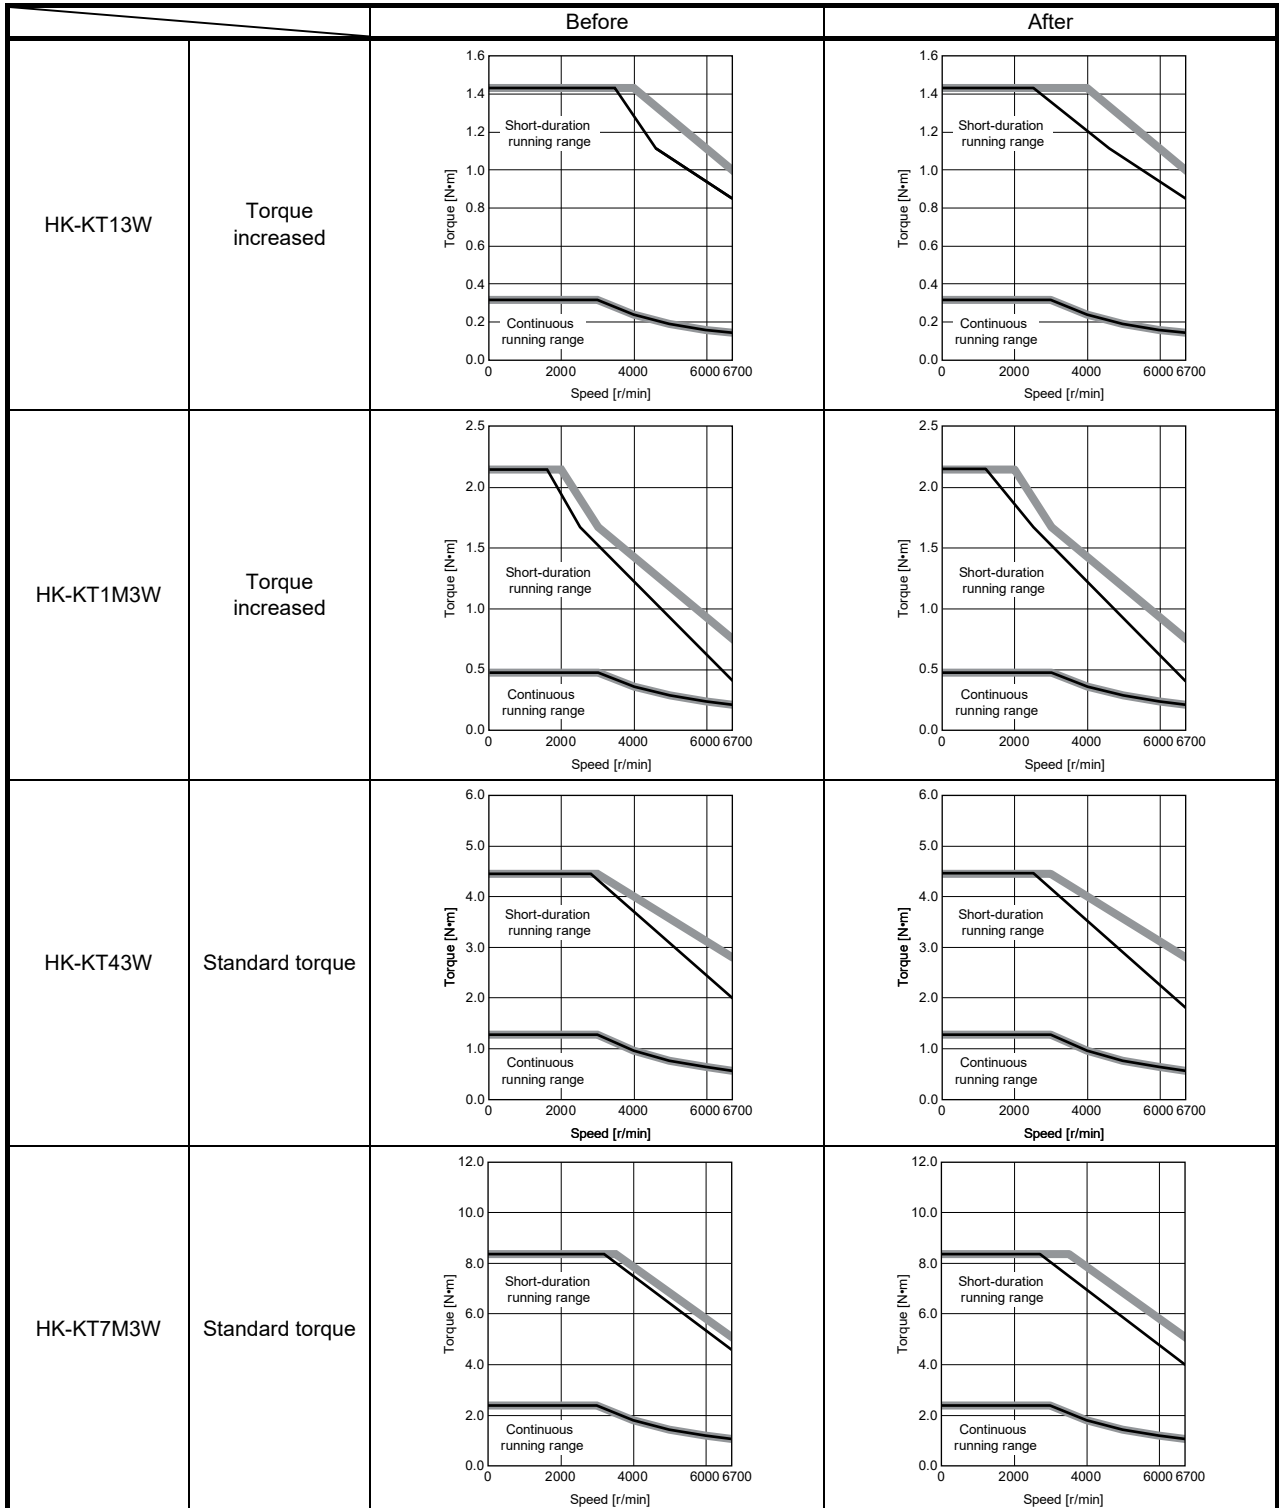 Before
After
HK-KT13W
Torque
increased
1.6
1.4
1.2
1.0
0.8
0.6
0.4
0.2
0.0
Torque [N•m]
Short-duration
running range
Continuous
running range
0 2000 4000 6000 6700
Speed [r/min]
1.6
1.4
1.2
1.0
0.8
0.6
0.4
0.2
0.0
Torque [N•m]
Short-duration
running range
Continuous
running range
0 2000 4000 6000 6700
Speed [r/min]
HK-KT1M3W
Torque
increased
2.5
2.0
1.5
1.0
0.5
0.0
Torque [N•m]
Short-duration
running range
Continuous
running range
0 2000 4000 6000 6700
Speed [r/min]
2.5
2.0
1.5
1.0
0.5
0.0
Torque [N•m]
Short-duration
running range
Continuous
running range
0 2000 4000 6000 6700
Speed [r/min]
HK-KT43W
Standard torque
6.0
5.0
4.0
3.0
2.0
1.0
0.0
Torque [N•m]
Short-duration
running range
Continuous
running range
0 2000 4000 6000 6700
Speed [r/min]
6.0
5.0
4.0
3.0
2.0
1.0
0.0
Torque [N•m]
Short-duration
running range
Continuous
running range
0 2000 4000 6000 6700
Speed [r/min]
HK-KT7M3W
Standard torque
12.0
10.0
8.0
6.0
4.0
2.0
0.0
Torque [N•m]
Short-duration
running range
Continuous
running range
0 2000 4000 6000 6700
Speed [r/min]
12.0
10.0
8.0
6.0
4.0
2.0
0.0
Torque [N•m]
Short-duration
running range
Continuous
running range
0 2000 4000 6000 6700
Speed [r/min]